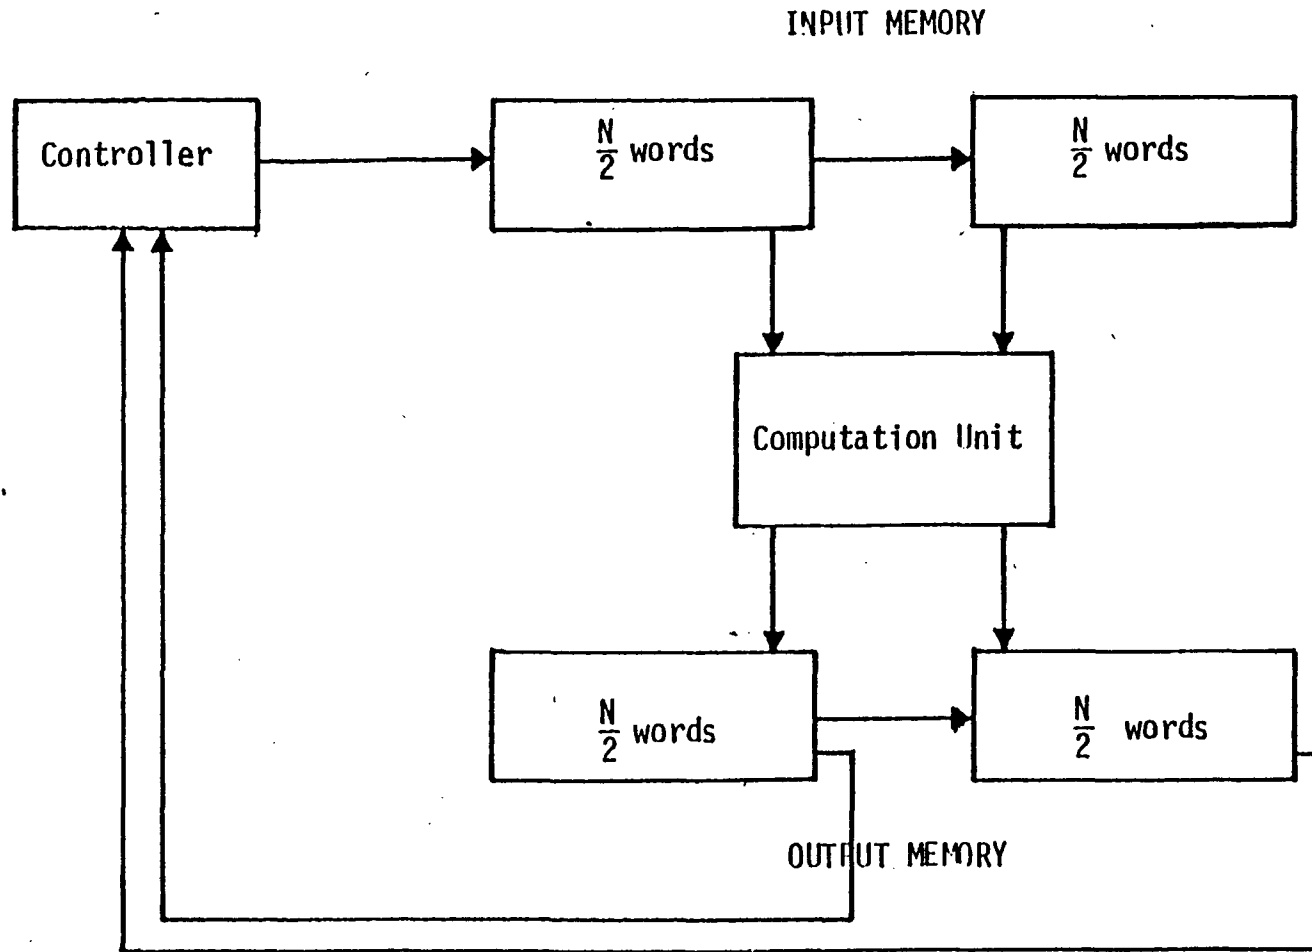 INPUT MEMORY
Controller
N/2 words
N/2 words
Computation Unit
N/2 words
N/2 words
OUTPUT MEMORY